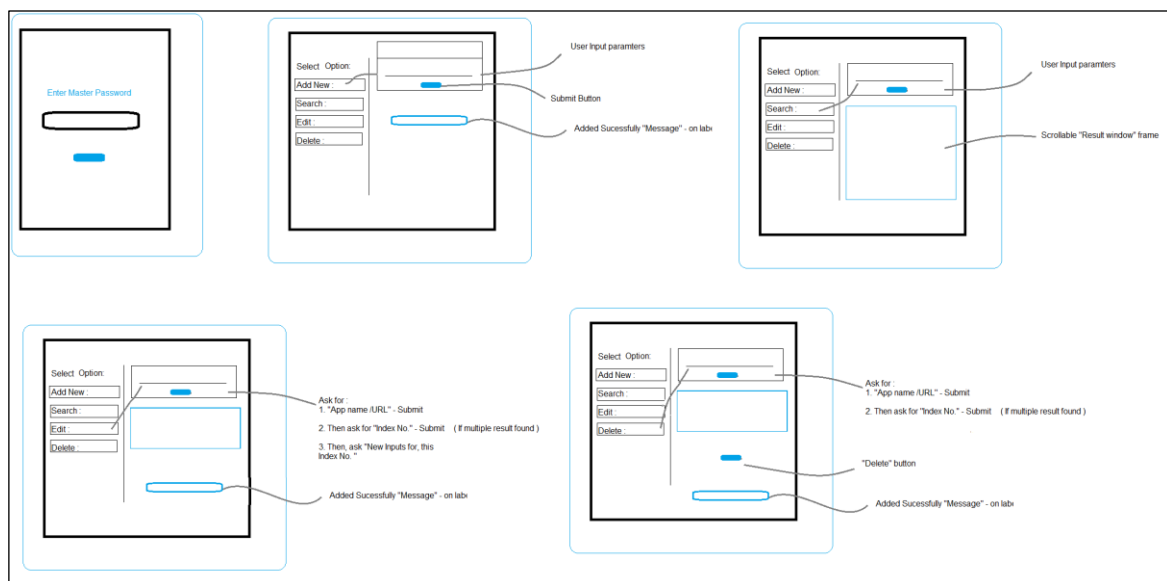 Enter Master Password
Select Option:
Add New :
Search :
Edit :
Delete :
User Input paramters
Submit Button
Added Sucessfully "Message" - on labe
Select Option:
Add New :
Search :
Edit :
Delete :
User Input paramters
Scrollable "Result window" frame
Select Option:
Add New :
Search :
Edit :
Delete :
Ask for :
1. "App name /URL" - Submit
2. Then ask for "Index No." - Submit ( If multiple result found )
3. Then, ask "New Inputs for, this
Index No. "
Added Sucessfully "Message" - on labe
Select Option:
Add New :
Search :
Edit :
Delete :
Ask for :
1. "App name /URL" - Submit
2. Then ask for "Index No." - Submit ( If multiple result found )
"Delete" button
Added Sucessfully "Message" - on labe